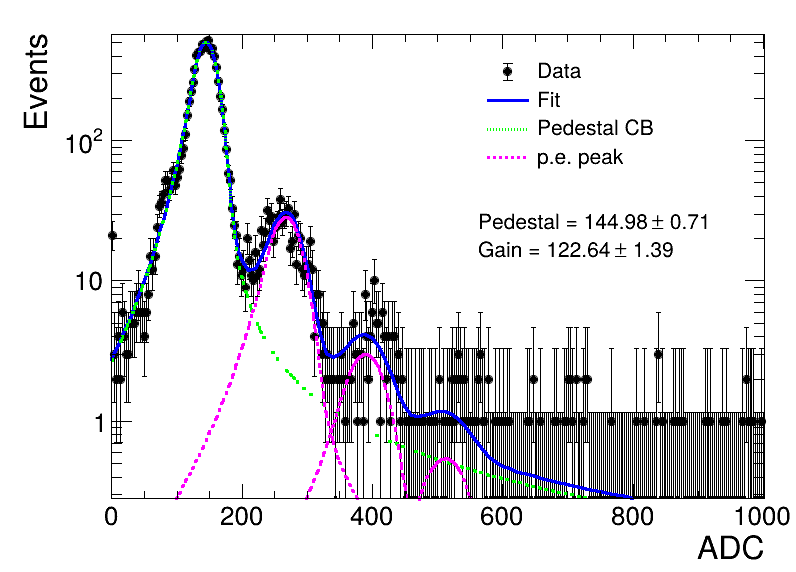 Events
Data
Fit
Pedestal CB
p.e. peak
Pedestal = 144.98 ± 0.71
Gain = 122.64 ± 1.39
10²
10
1
0 200 400 600 800 1000
ADC